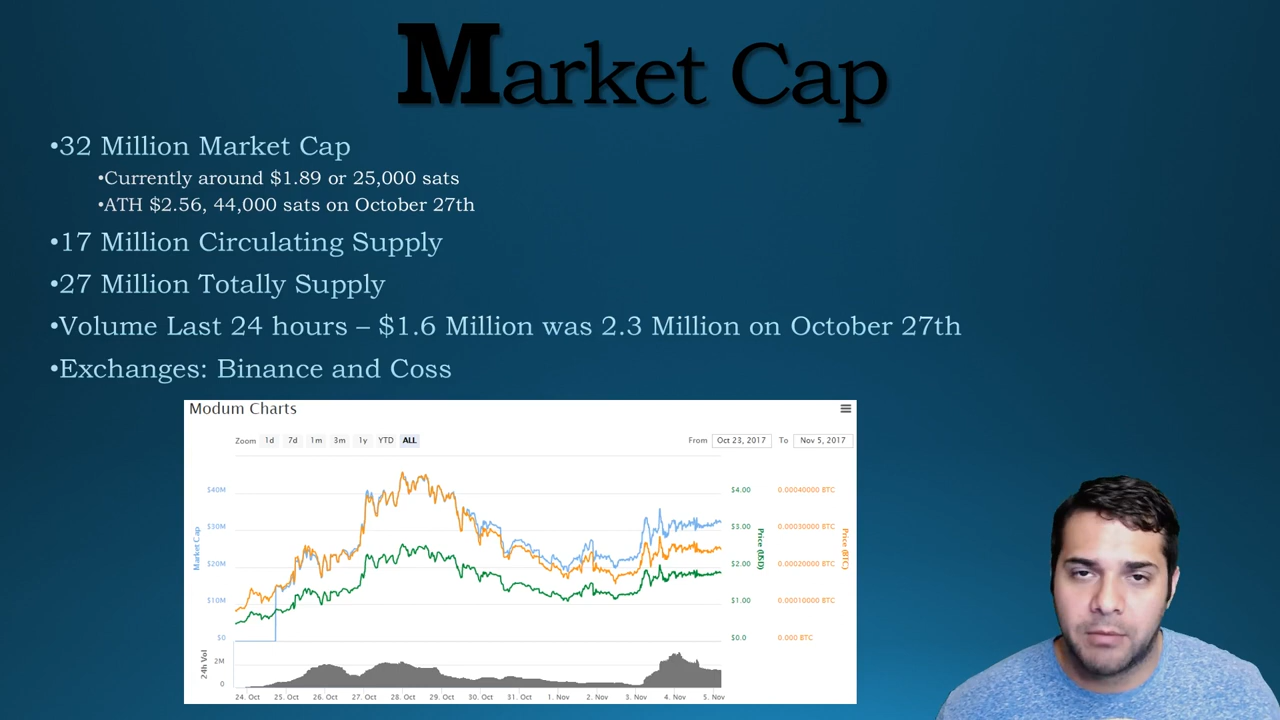 Market Cap
•32 Million Market Cap
•Currently around $1.89 or 25,000 sats
•ATH $2.56, 44,000 sats on October 27th
•17 Million Circulating Supply
•27 Million Totally Supply
•Volume Last 24 hours – $1.6 Million was 2.3 Million on October 27th
•Exchanges: Binance and Coss
Modum Charts
Zoom 1d 7d 1m 3m 1y YTD ALL From Oct 23, 2017 To Nov 5, 2017
$40M $4.00 0.00040000 BTC
$30M $3.00 0.00030000 BTC
Market Cap Price (USD) Price (BTC)
$20M $2.00 0.00020000 BTC
$10M $1.00 0.00010000 BTC
$0 $0.0 0.000 BTC
24h Vol
2M
0
24. Oct 25. Oct 26. Oct 27. Oct 28. Oct 29. Oct 30. Oct 31. Oct 1. Nov 2. Nov 3. Nov 4. Nov 5. Nov